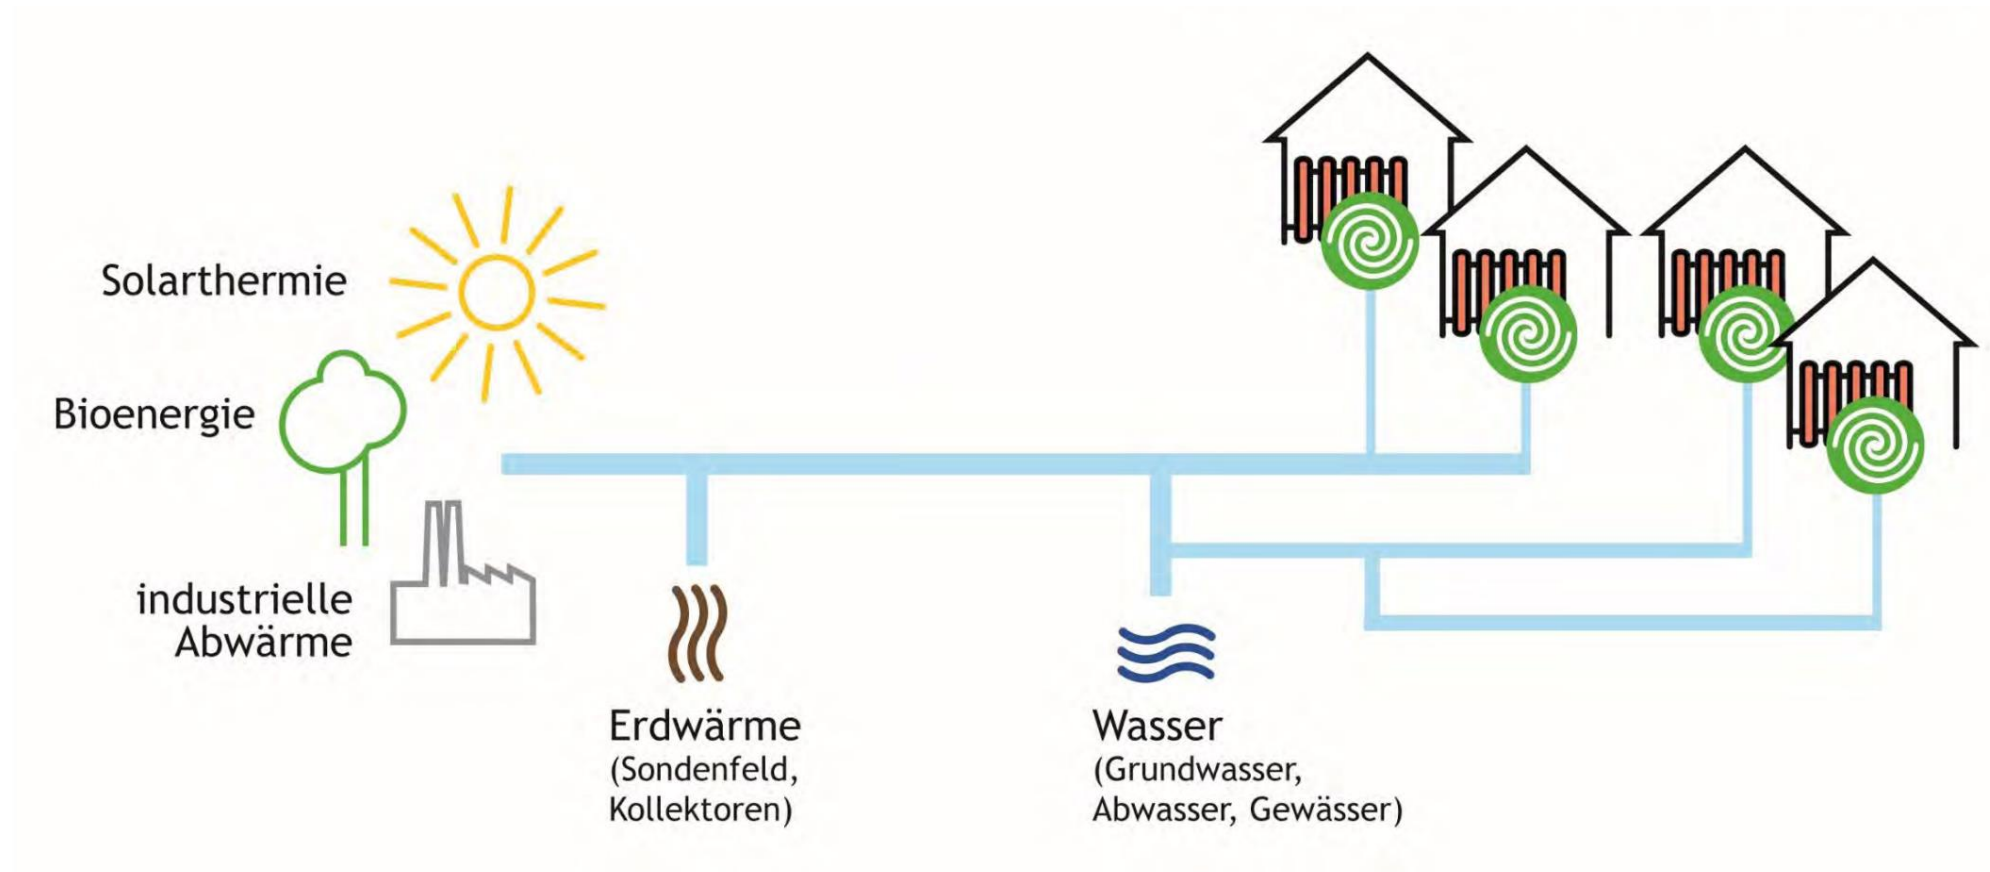 Solarthermie
Bioenergie
industrielle
Abwärme
Erdwärme
(Sondenfeld,
Kollektoren)
Wasser
(Grundwasser,
Abwasser, Gewässer)